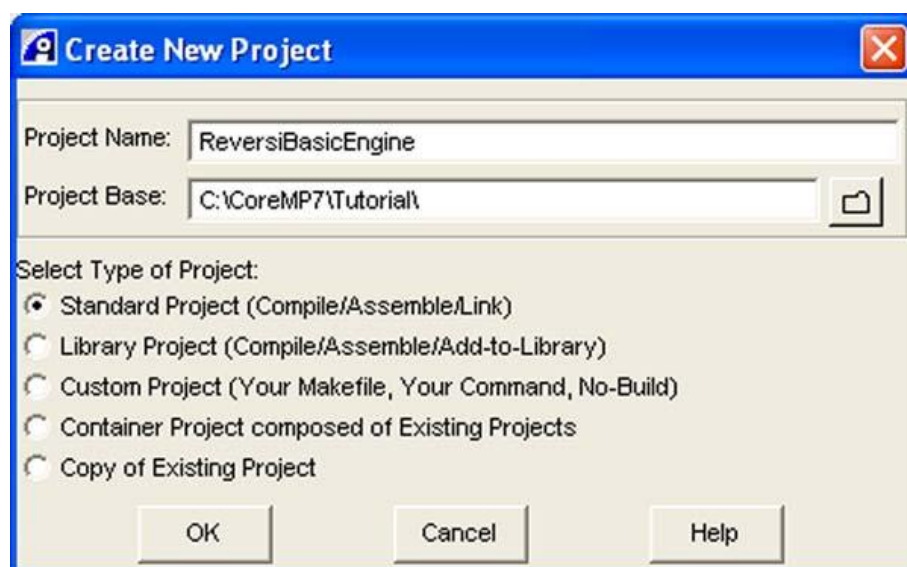 Create New Project
Project Name: ReversiBasicEngine
Project Base: C:\CoreMP7\Tutorial\
Select Type of Project:
Standard Project (Compile/Assemble/Link)
Library Project (Compile/Assemble/Add-to-Library)
Custom Project (Your Makefile, Your Command, No-Build)
Container Project composed of Existing Projects
Copy of Existing Project
OK Cancel Help